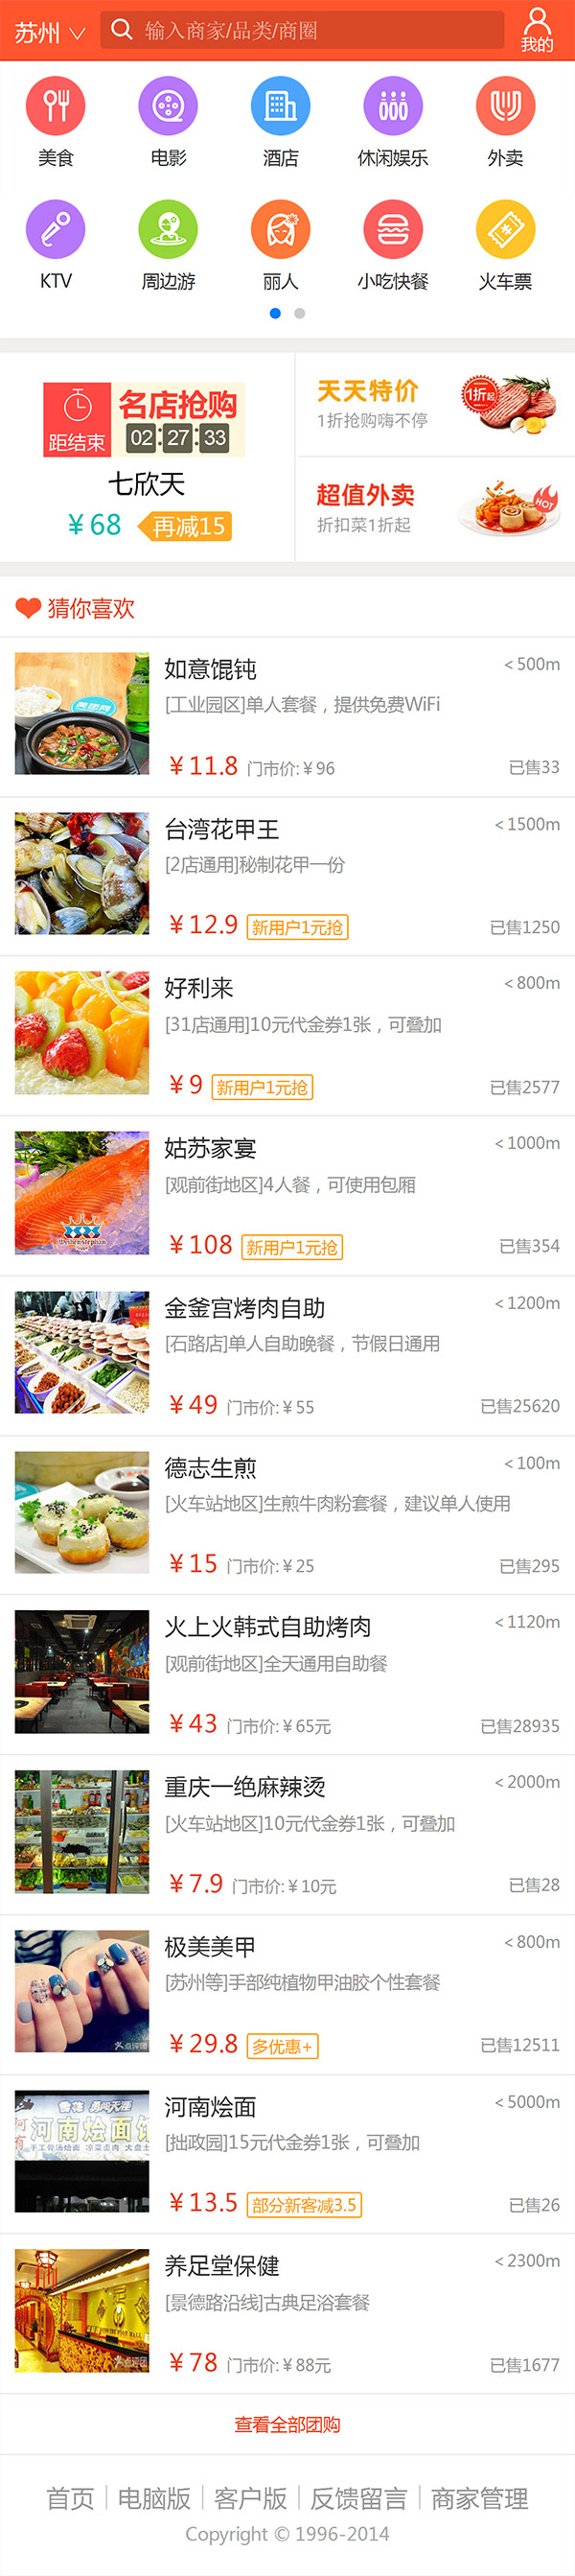 苏州
输入商家/品类/商圈
我的
美食
电影
酒店
休闲娱乐
外卖
KTV
周边游
丽人
小吃快餐
火车票
距结束
名店抢购
02:27:33
七欣天
¥68 再减15
天天特价
1折抢购嗨不停
1折起
超值外卖
折扣菜1折起
HOT
猜你喜欢
如意馄饨 <500m
[工业园区]单人套餐，提供免费WiFi
¥11.8 门市价:¥96 已售33
美团网
台湾花甲王 <1500m
[2店通用]秘制花甲一份
¥12.9 新用户1元抢 已售1250
好利来 <800m
[31店通用]10元代金券1张，可叠加
¥9 新用户1元抢 已售2577
姑苏家宴 <1000m
[观前街地区]4人餐，可使用包厢
¥108 新用户1元抢 已售354
金釜宫烤肉自助 <1200m
[石路店]单人自助晚餐，节假日通用
¥49 门市价:¥55 已售25620
德志生煎 <100m
[火车站地区]生煎牛肉粉套餐，建议单人使用
¥15 门市价:¥25 已售295
火上火韩式自助烤肉 <1120m
[观前街地区]全天通用自助餐
¥43 门市价:¥65元 已售28935
重庆一绝麻辣烫 <2000m
[火车站地区]10元代金券1张，可叠加
¥7.9 门市价:¥10元 已售28
极美美甲 <800m
[苏州等]手部纯植物甲油胶个性套餐
¥29.8 多优惠+ 已售12511
河南烩面 <5000m
[拙政园]15元代金券1张，可叠加
¥13.5 部分新客减3.5 已售26
河南烩面
养足堂保健 <2300m
[景德路沿线]古典足浴套餐
¥78 门市价:¥88元 已售1677
查看全部团购
首页 | 电脑版 | 客户版 | 反馈留言 | 商家管理
Copyright © 1996-2014